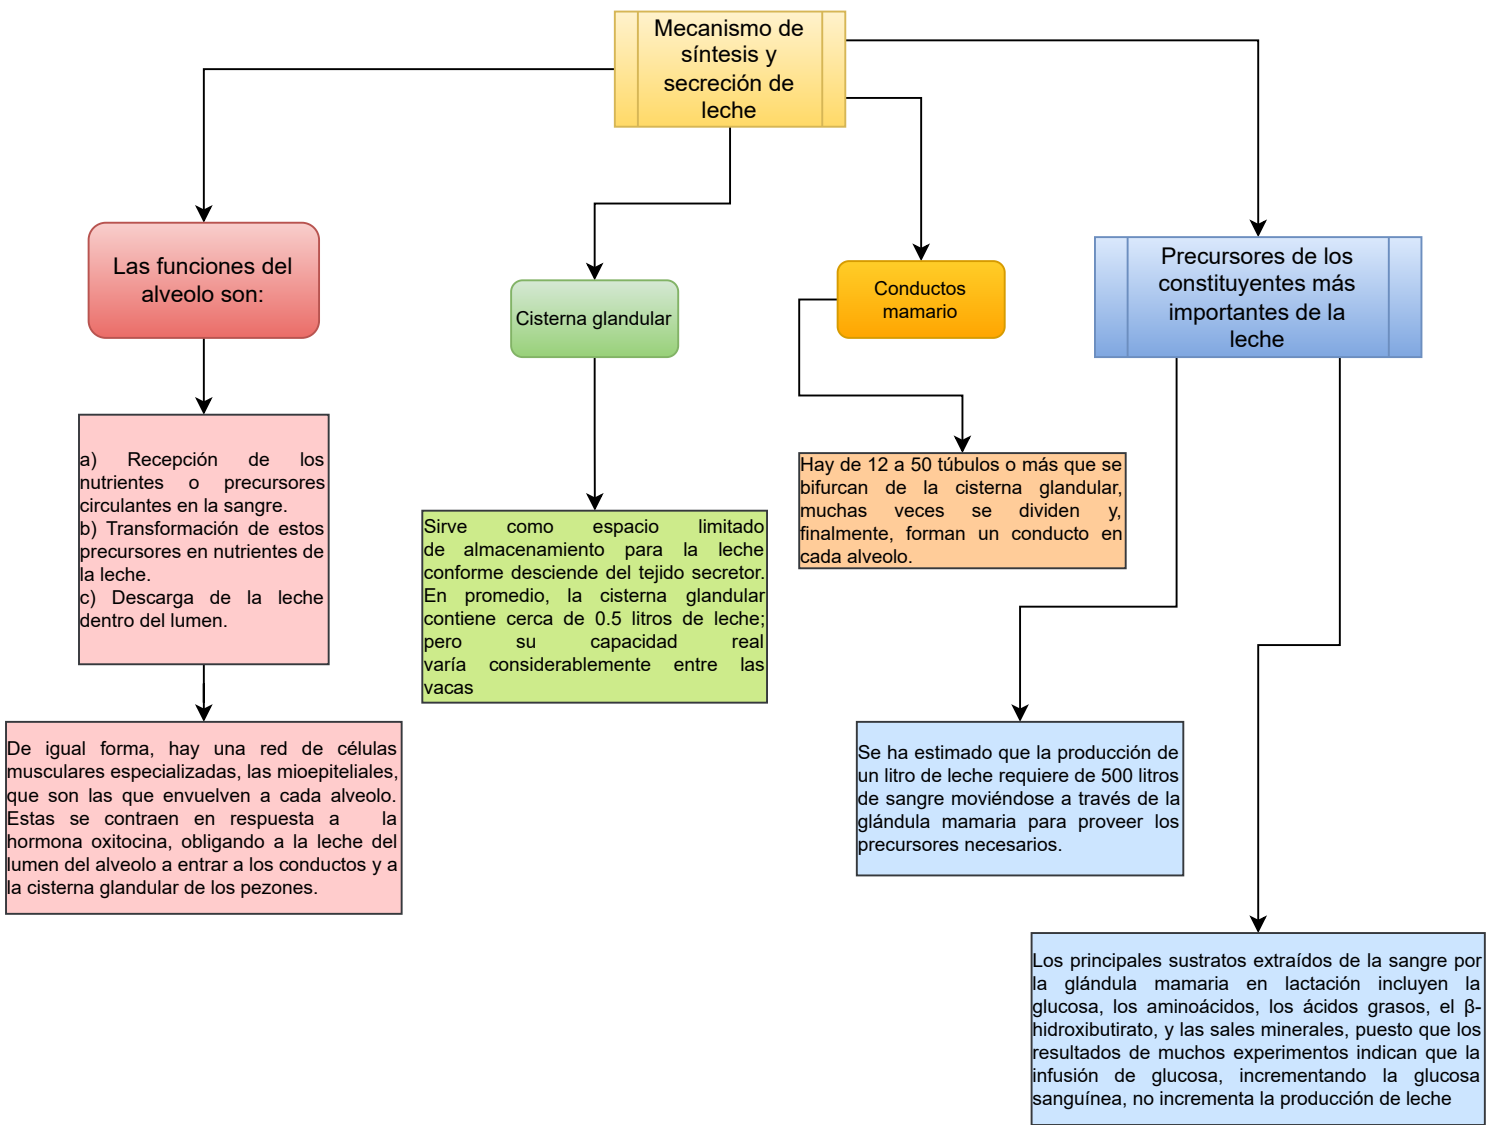 Mecanismo de
síntesis y
secreción de
leche
Las funciones del
alveolo son:
Cisterna glandular
Conductos
mamario
Precursores de los
constituyentes más
importantes de la
leche
a) Recepción de los
nutrientes o precursores
circulantes en la sangre.
b) Transformación de estos
precursores en nutrientes de
la leche.
c) Descarga de la leche
dentro del lumen.
Sirve como espacio limitado
de almacenamiento para la leche
conforme desciende del tejido secretor.
En promedio, la cisterna glandular
contiene cerca de 0.5 litros de leche;
pero su capacidad real
varía considerablemente entre las
vacas
Hay de 12 a 50 túbulos o más que se
bifurcan de la cisterna glandular,
muchas veces se dividen y,
finalmente, forman un conducto en
cada alveolo.
De igual forma, hay una red de células
musculares especializadas, las mioepiteliales,
que son las que envuelven a cada alveolo.
Estas se contraen en respuesta a la
hormona oxitocina, obligando a la leche del
lumen del alveolo a entrar a los conductos y a
la cisterna glandular de los pezones.
Se ha estimado que la producción de
un litro de leche requiere de 500 litros
de sangre moviéndose a través de la
glándula mamaria para proveer los
precursores necesarios.
Los principales sustratos extraídos de la sangre por
la glándula mamaria en lactación incluyen la
glucosa, los aminoácidos, los ácidos grasos, el β-
hidroxibutirato, y las sales minerales, puesto que los
resultados de muchos experimentos indican que la
infusión de glucosa, incrementando la glucosa
sanguínea, no incrementa la producción de leche